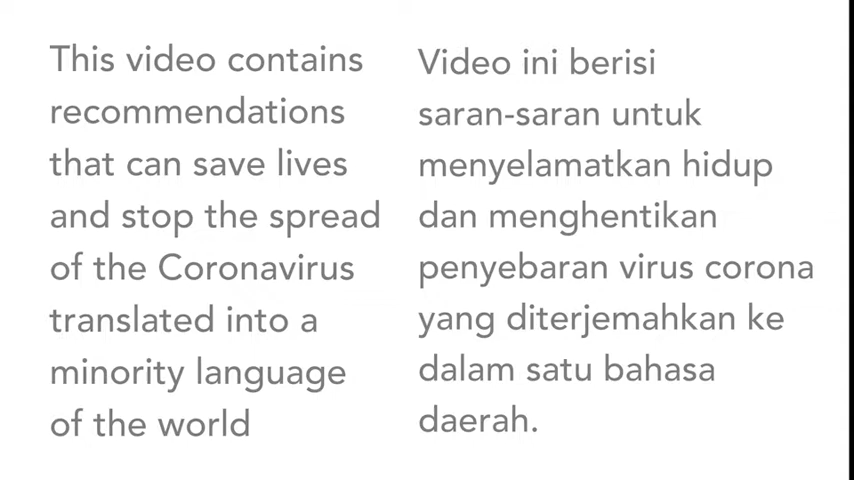 This video contains
recommendations
that can save lives
and stop the spread
of the Coronavirus
translated into a
minority language
of the world
Video ini berisi
saran-saran untuk
menyelamatkan hidup
dan menghentikan
penyebaran virus corona
yang diterjemahkan ke
dalam satu bahasa
daerah.